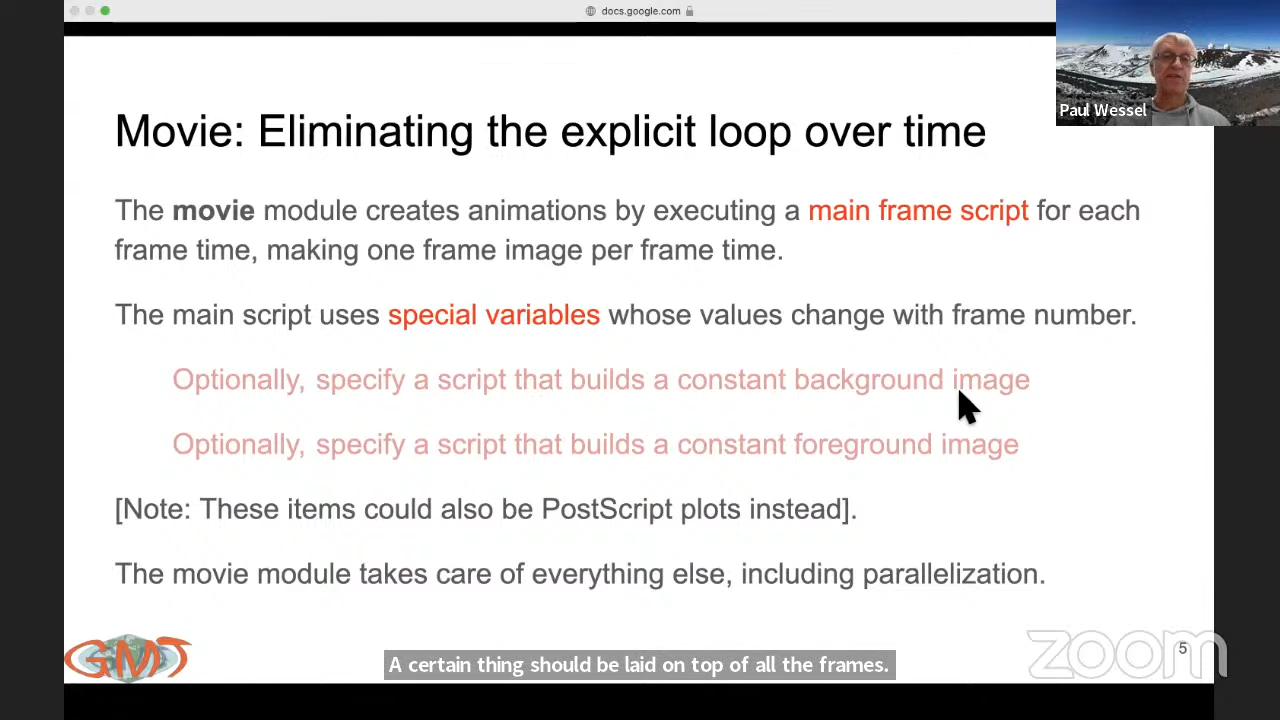 docs.google.com
Paul Wessel
Movie: Eliminating the explicit loop over time
The movie module creates animations by executing a main frame script for each
frame time, making one frame image per frame time.
The main script uses special variables whose values change with frame number.
Optionally, specify a script that builds a constant background image
Optionally, specify a script that builds a constant foreground image
[Note: These items could also be PostScript plots instead].
The movie module takes care of everything else, including parallelization.
GMT
A certain thing should be laid on top of all the frames.
zoom
5